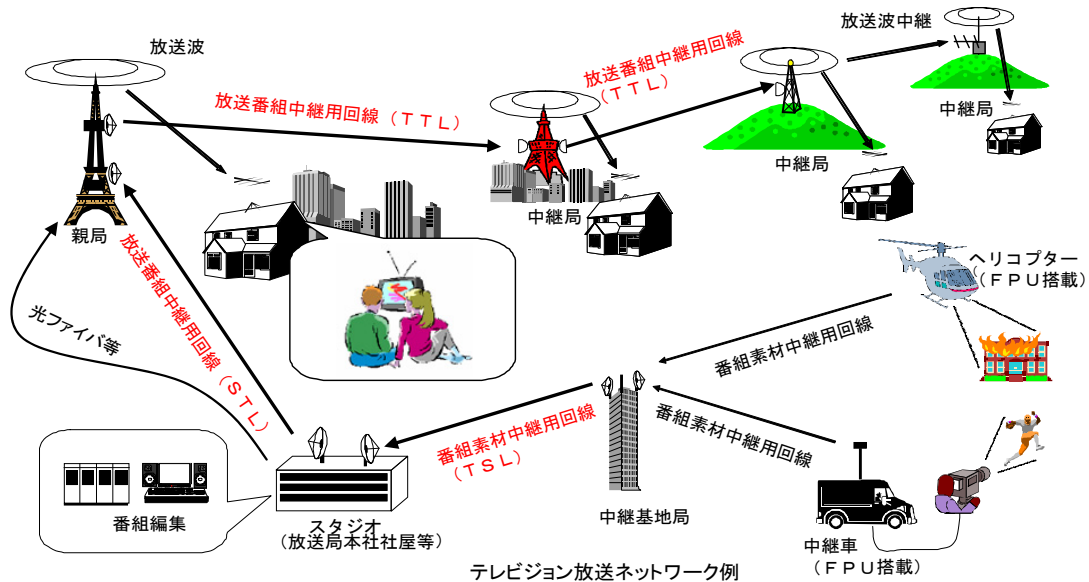 放送波
放送番組中継用回線(TTL)
放送番組中継用回線
(TTL)
放送波中継
中継局
中継局
中継局
親局
放送番組中継用回線(STL)
光ファイバ等
ヘリコプター
(FPU搭載)
番組素材中継用回線
番組素材中継用回線
番組素材中継用回線
(TSL)
番組編集
スタジオ
(放送局本社社屋等)
中継基地局
中継車
(FPU搭載)
テレビジョン放送ネットワーク例